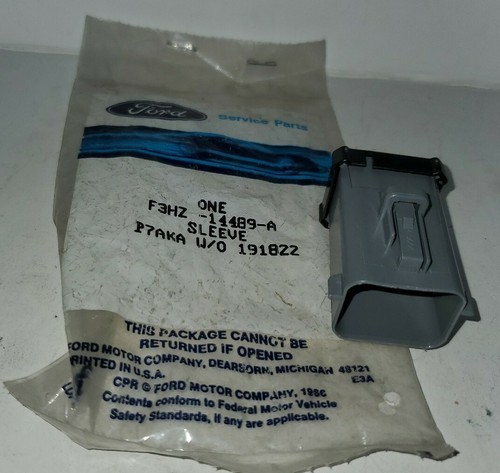 Ford
Service Parts
ONE
F3HZ -14489-A
SLEEVE
P7AKA W/O 191822
THIS PACKAGE CANNOT BE
RETURNED IF OPENED
FORD MOTOR COMPANY, DEARBORN, MICHIGAN 48121
PRINTED IN U.S.A. E3A
CPR © FORD MOTOR COMPANY, 1986
Contents conform to Federal Motor Vehicle
Safety Standards, if any are applicable.